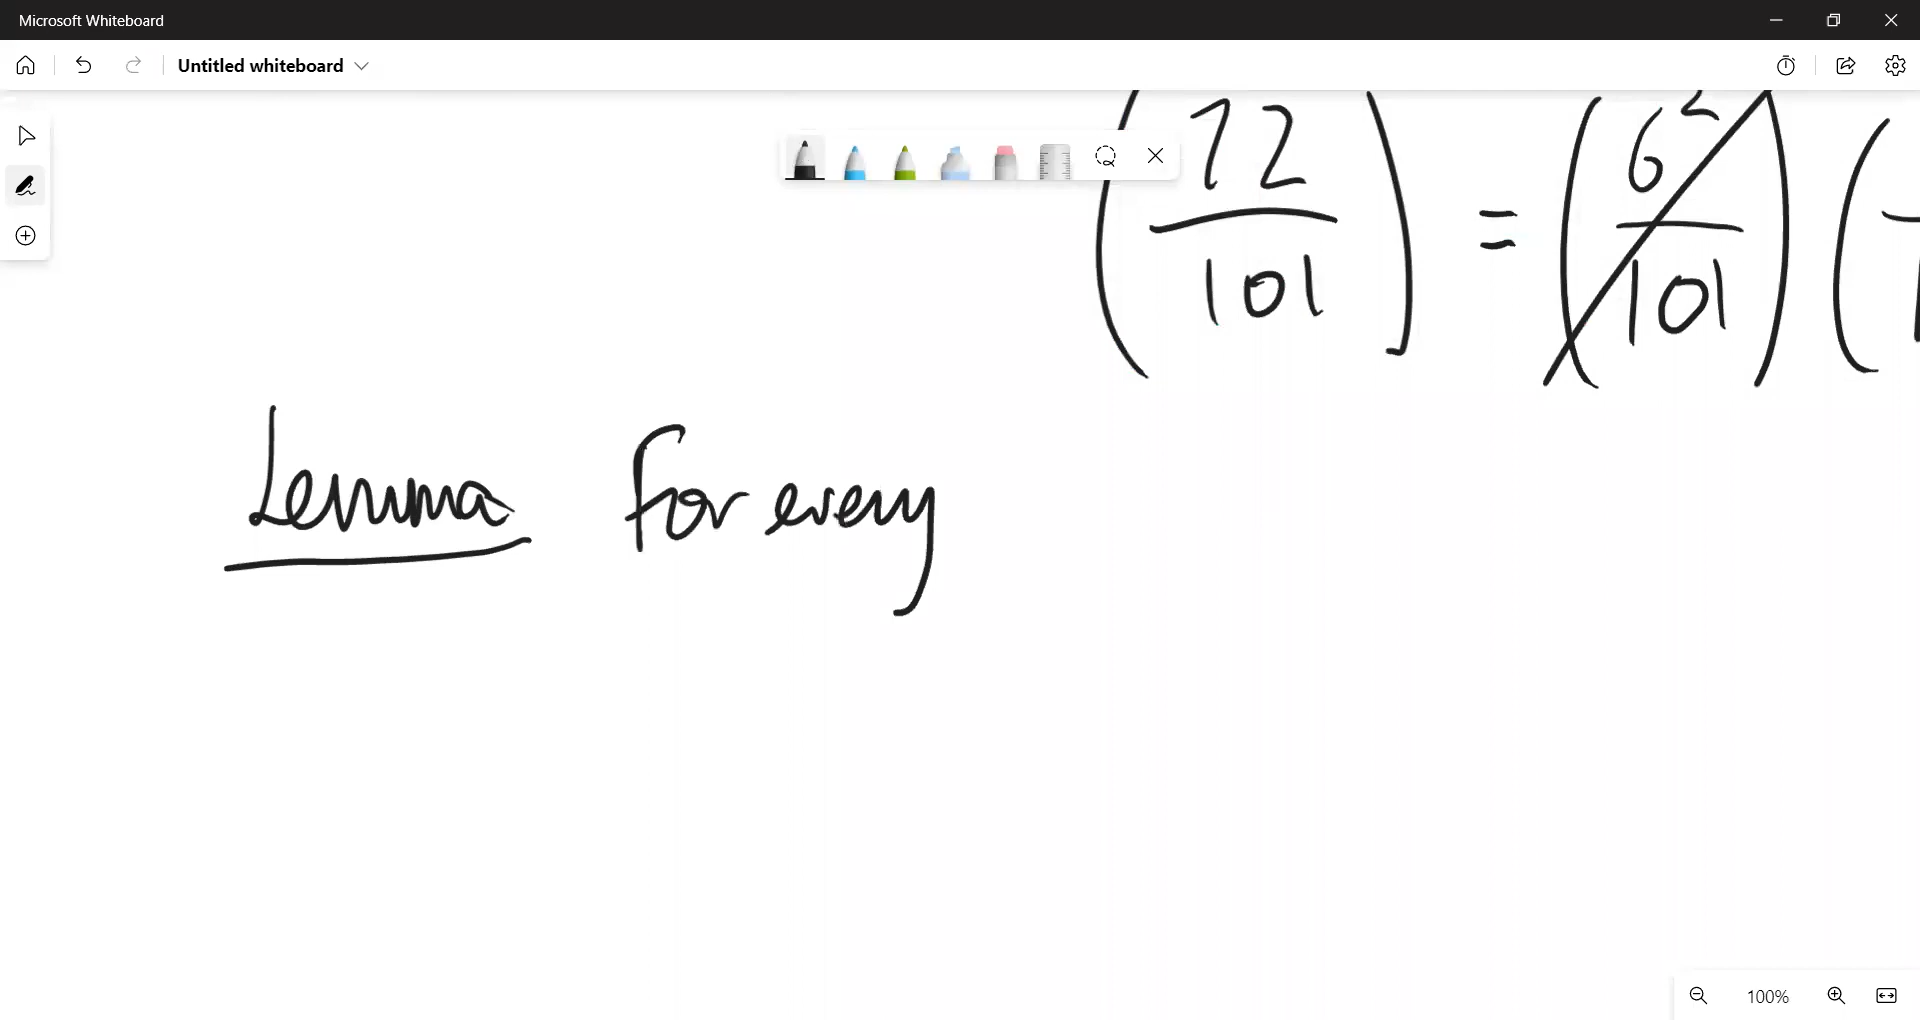 Microsoft Whiteboard
Untitled whiteboard
(72/101) = (6²/101) (
Lemma For every
100%